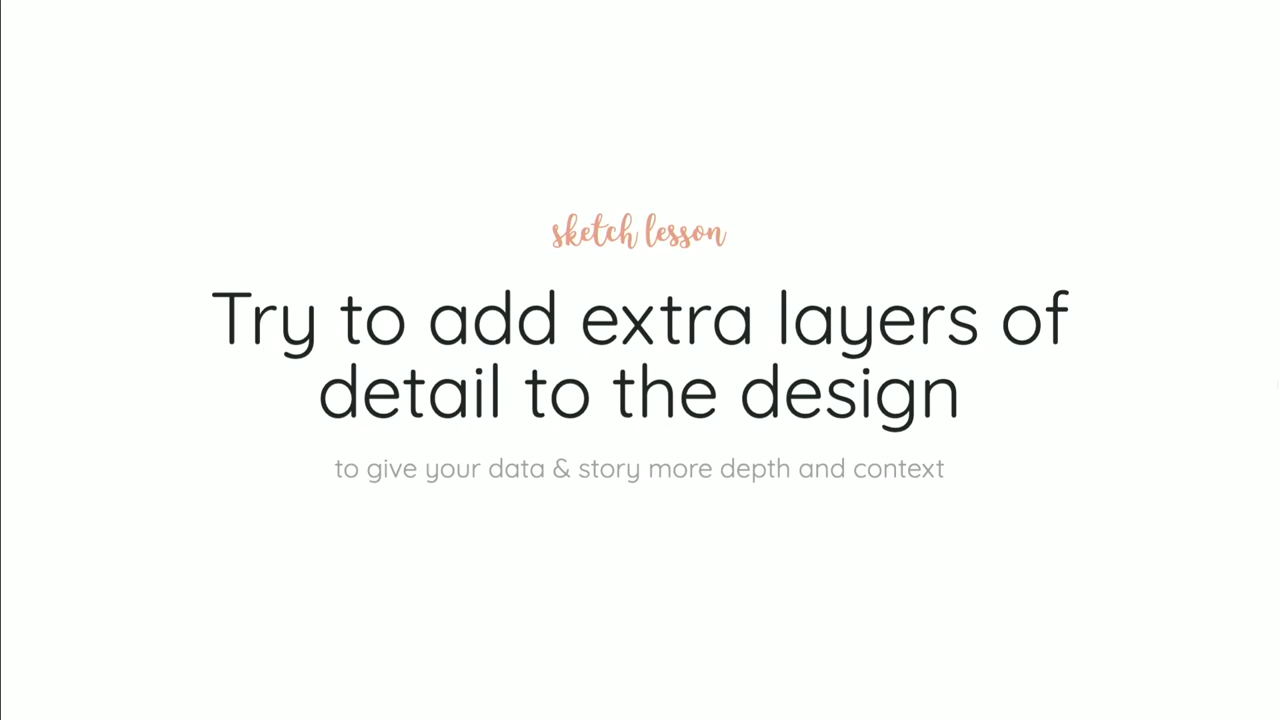 sketch lesson
Try to add extra layers of
detail to the design
to give your data & story more depth and context